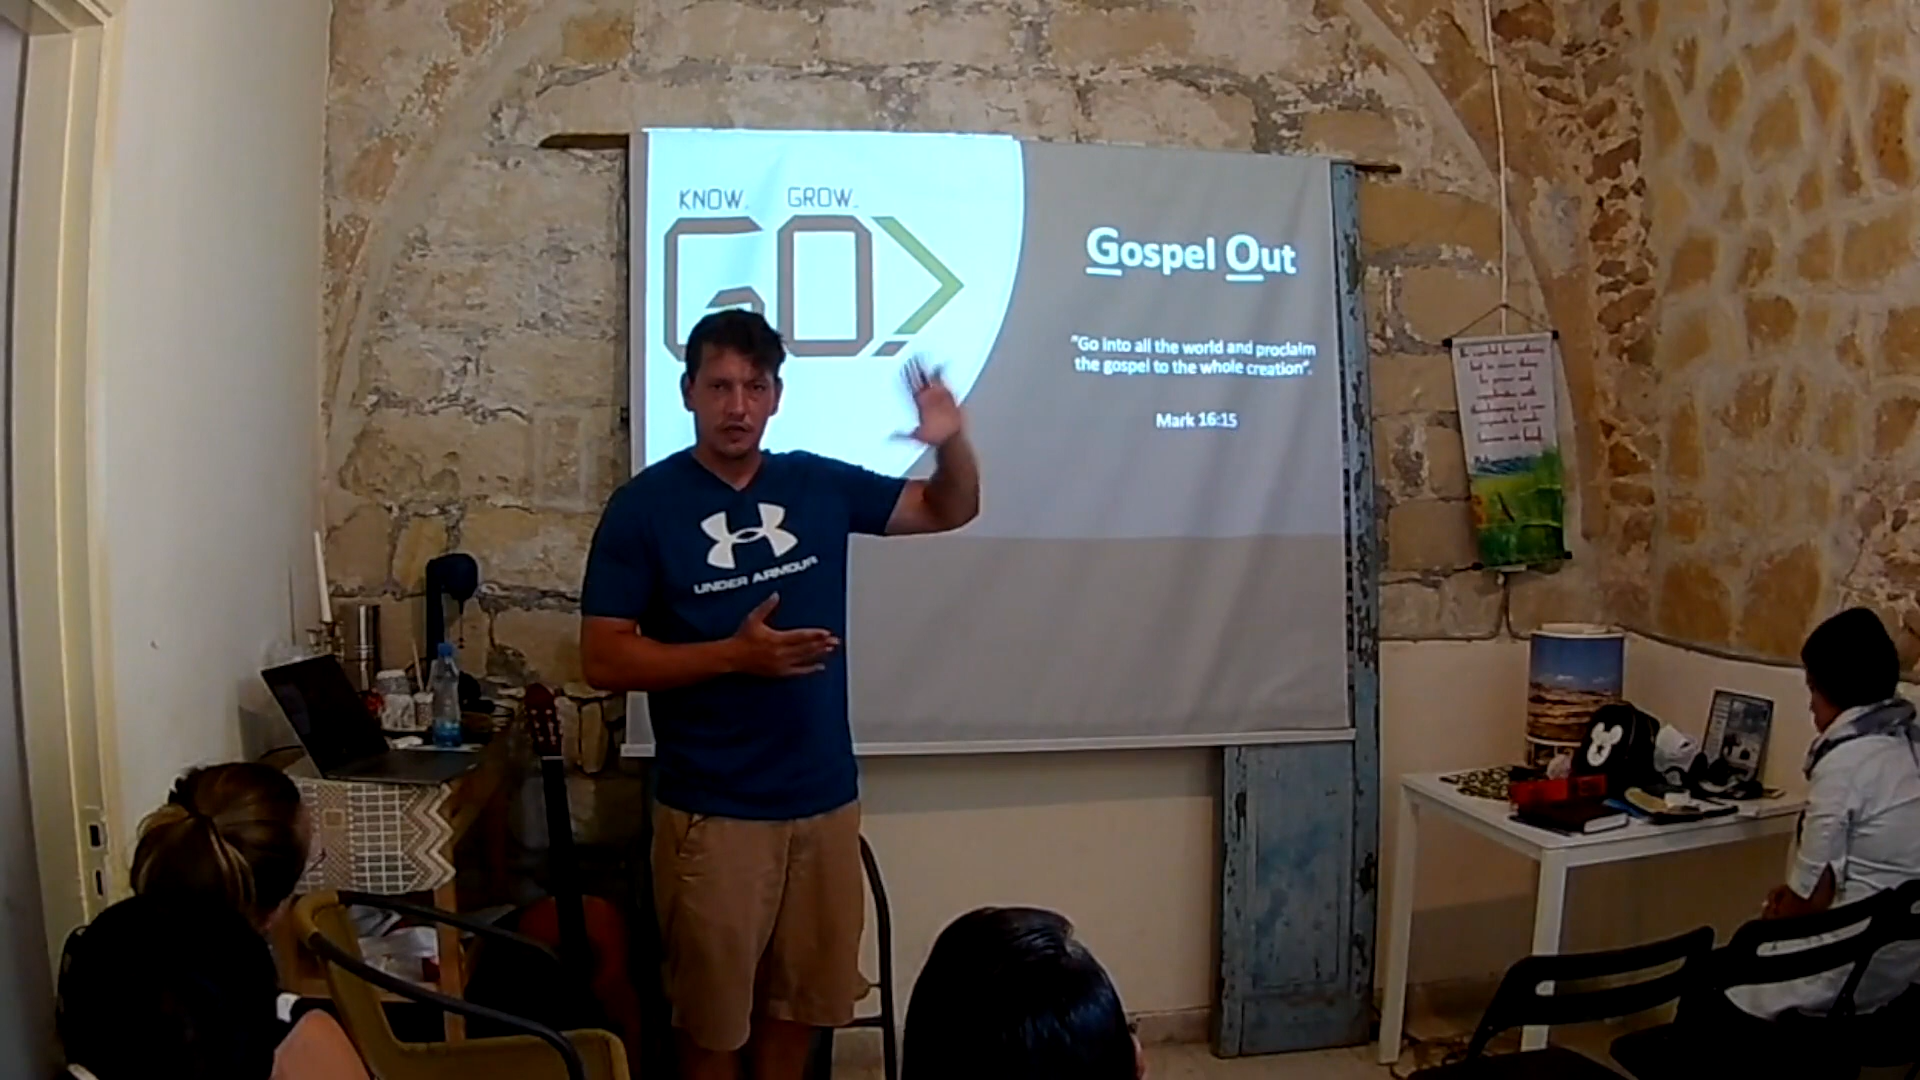 KNOW. GROW.
GO>
Gospel Out
"Go into all the world and proclaim
the gospel to the whole creation".
Mark 16:15
UNDER ARMOUR